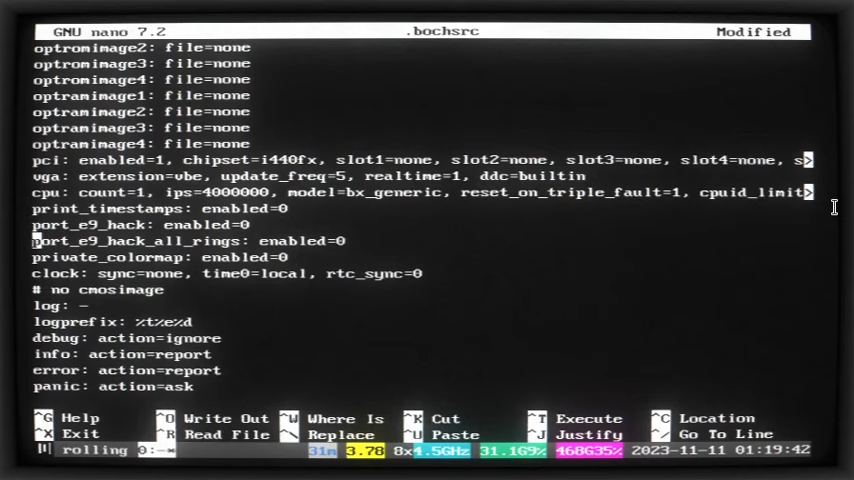 GNU nano 7.2 .bochsrc Modified
optromimage2: file=none
optromimage3: file=none
optromimage4: file=none
optramimage1: file=none
optramimage2: file=none
optramimage3: file=none
optramimage4: file=none
pci: enabled=1, chipset=i440fx, slot1=none, slot2=none, slot3=none, slot4=none, s>
vga: extension=vbe, update_freq=5, realtime=1, ddc=builtin
cpu: count=1, ips=4000000, model=bx_generic, reset_on_triple_fault=1, cpuid_limit>
print_timestamps: enabled=0
port_e9_hack: enabled=0
port_e9_hack_all_rings: enabled=0
private_colormap: enabled=0
clock: sync=none, time0=local, rtc_sync=0
# no cmosimage
log: -
logprefix: %t%e%d
debug: action=ignore
info: action=report
error: action=report
panic: action=ask
^G Help ^O Write Out ^W Where Is ^K Cut ^T Execute ^C Location
^X Exit ^R Read File ^\ Replace ^U Paste ^J Justify ^/ Go To Line
rolling 0:-* 31m 3.78 8x4.5GHz 31.1G9% 468G35% 2023-11-11 01:19:42